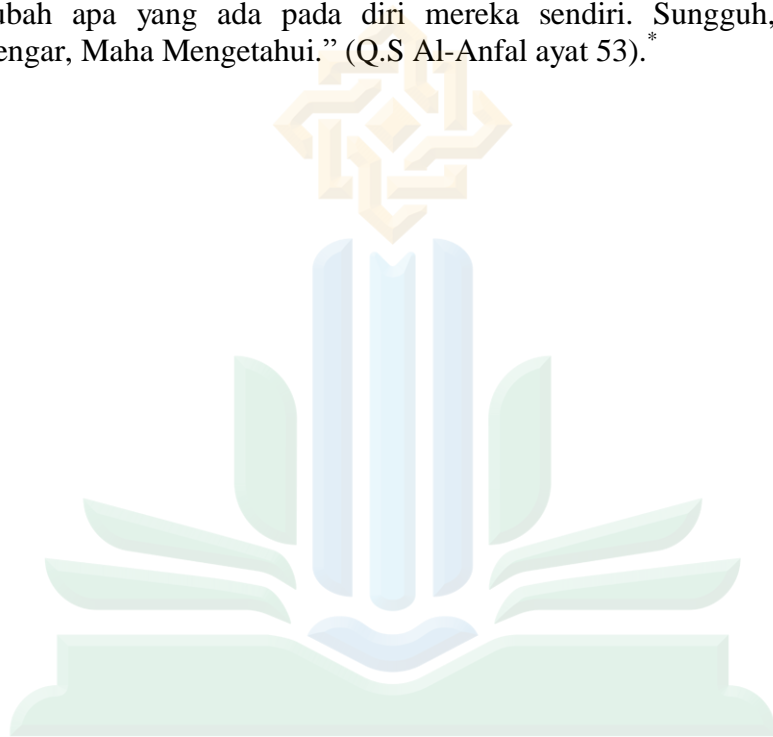 ubah apa yang ada pada diri mereka sendiri. Sungguh,
engar, Maha Mengetahui.” (Q.S Al-Anfal ayat 53).*